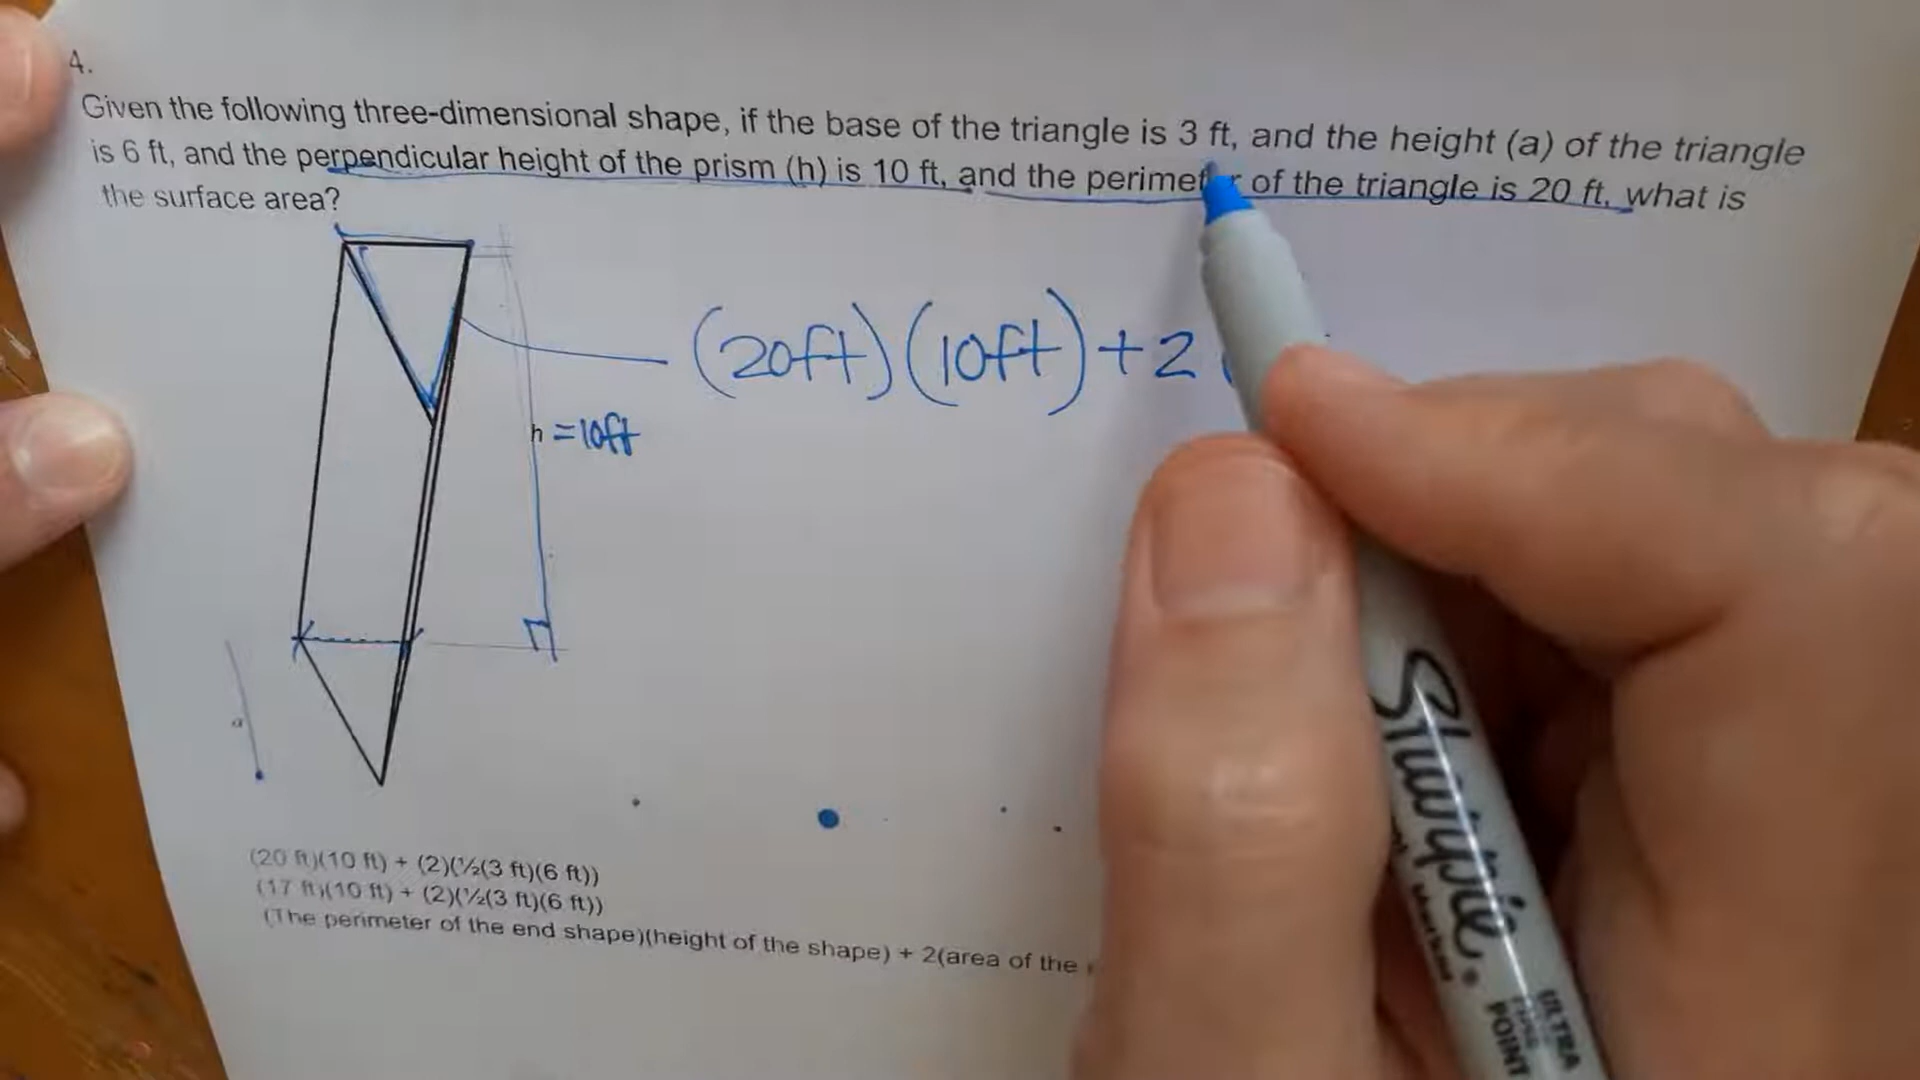 4.
Given the following three-dimensional shape, if the base of the triangle is 3 ft, and the height (a) of the triangle
is 6 ft, and the perpendicular height of the prism (h) is 10 ft, and the perimeter of the triangle is 20 ft, what is
the surface area?
(20ft)(10ft)+2(
h =10ft
a
(20 ft)(10 ft) + (2)(½(3 ft)(6 ft))
(17 ft)(10 ft) + (2)(½(3 ft)(6 ft))
(The perimeter of the end shape)(height of the shape) + 2(area of the
Sharpie.
ULTRA
FINE
POINT